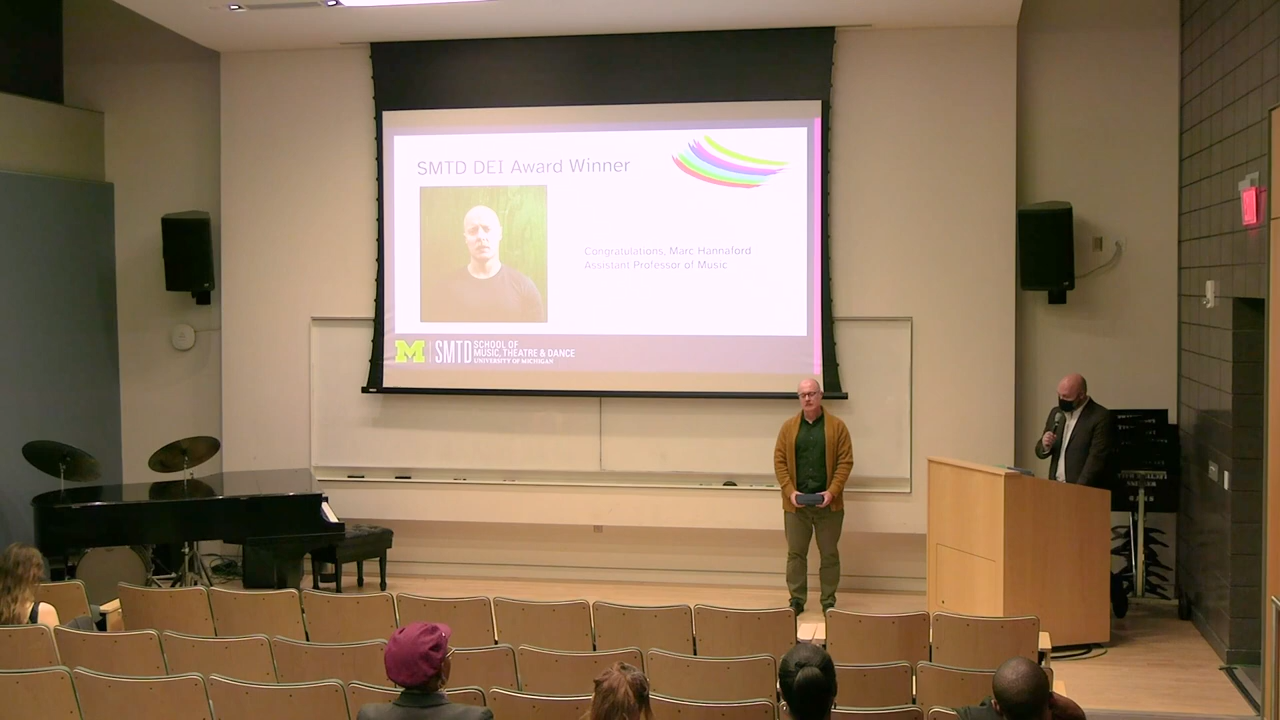 SMTD DEI Award Winner
Congratulations, Marc Hannaford
Assistant Professor of Music
M SMTD SCHOOL OF
MUSIC, THEATRE & DANCE
UNIVERSITY OF MICHIGAN